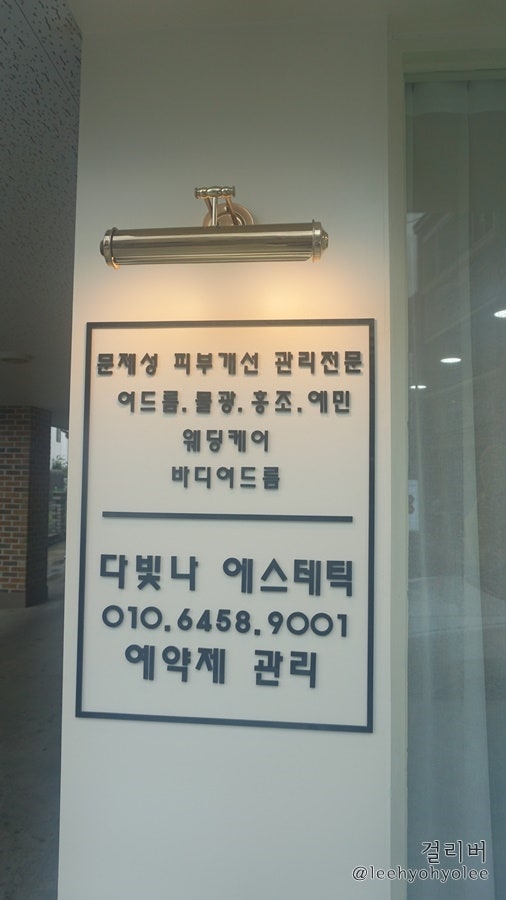 문제성 피부개선 관리전문
여드름.물광.홍조.예민
웨딩케어
바디여드름
다빛나 에스테틱
010.6458.9001
예약제 관리
걸리버
@leehyohyolee